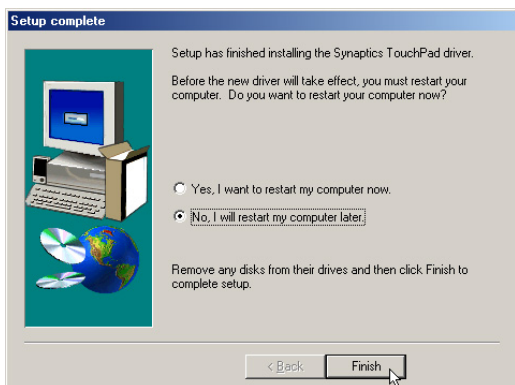 Setup complete
Setup has finished installing the Synaptics TouchPad driver.
Before the new driver will take effect, you must restart your
computer.  Do you want to restart your computer now?
Yes, I want to restart my computer now.
No, I will restart my computer later.
Remove any disks from their drives and then click Finish to
complete setup.
< Back
Finish